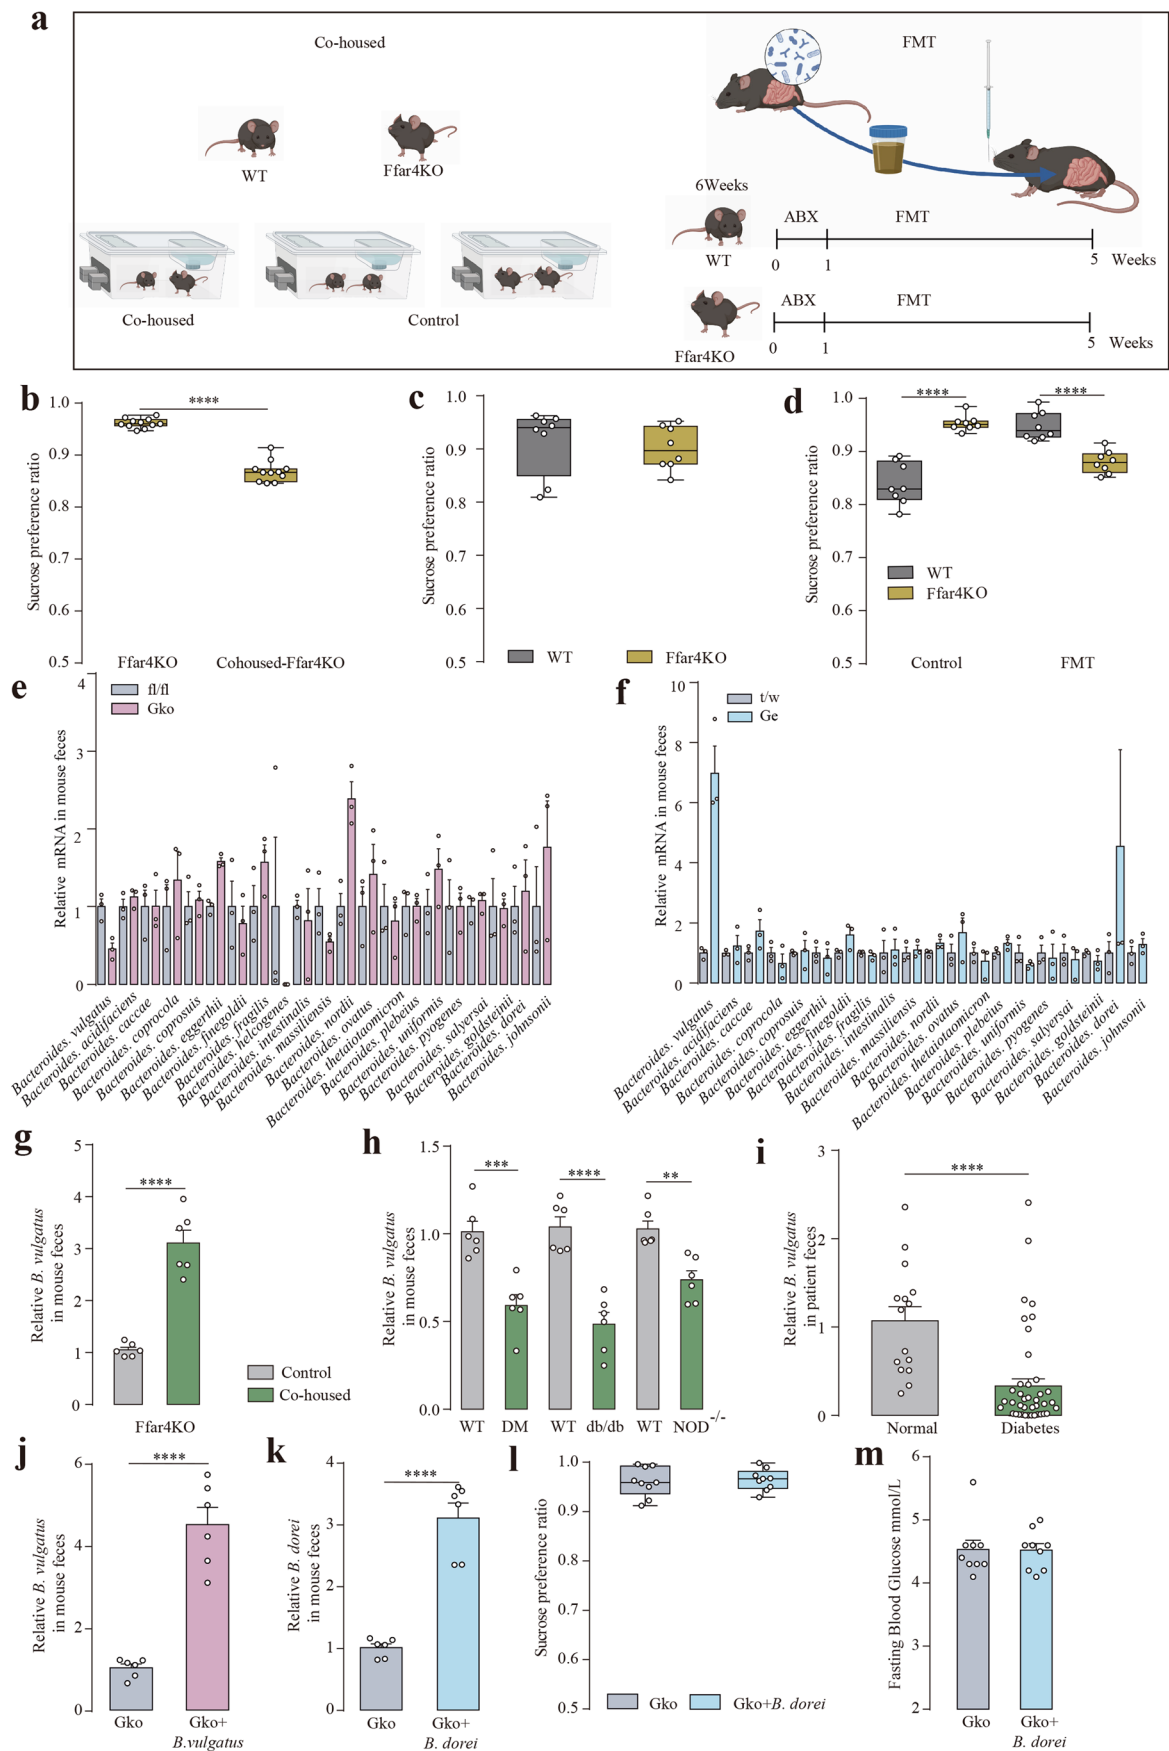 a
Co-housed
FMT
WT
Ffar4KO
Co-housed
Control
6Weeks
ABX
FMT
WT
0
1
5
Weeks
ABX
FMT
Ffar4KO
0
1
5
Weeks
b
Sucrose preference ratio
1.0
0.9
0.8
0.7
0.6
0.5
****
Ffar4KO
Cohoused-Ffar4KO
c
Sucrose preference ratio
1.0
0.9
0.8
0.7
0.6
0.5
WT
Ffar4KO
d
Sucrose preference ratio
1.0
0.9
0.8
0.7
0.6
0.5
****
****
WT
Ffar4KO
Control
FMT
e
Relative mRNA in mouse feces
4
3
2
1
0
fl/fl
Gko
Bacteroides. vulgatus
Bacteroides. acidifaciens
Bacteroides. caccae
Bacteroides. coprocola
Bacteroides. coprosuis
Bacteroides. eggerthii
Bacteroides. finegoldii
Bacteroides. fragilis
Bacteroides. helcogenes
Bacteroides. intestinalis
Bacteroides. massiliensis
Bacteroides. nordii
Bacteroides. ovatus
Bacteroides. thetaiotaomicron
Bacteroides. plebeius
Bacteroides. uniformis
Bacteroides. pyogenes
Bacteroides. salyersai
Bacteroides. goldsteinii
Bacteroides. dorei
Bacteroides. johnsonii
f
Relative mRNA in mouse feces
10
8
6
4
2
0
t/w
Ge
Bacteroides. vulgatus
Bacteroides. acidifaciens
Bacteroides. caccae
Bacteroides. coprocola
Bacteroides. coprosuis
Bacteroides. eggerthii
Bacteroides. finegoldii
Bacteroides. fragilis
Bacteroides. intestinalis
Bacteroides. massiliensis
Bacteroides. nordii
Bacteroides. ovatus
Bacteroides. thetaiotaomicron
Bacteroides. plebeius
Bacteroides. uniformis
Bacteroides. pyogenes
Bacteroides. salyersai
Bacteroides. goldsteinii
Bacteroides. dorei
Bacteroides. johnsonii
g
Relative B. vulgatus
in mouse feces
5
4
3
2
1
0
****
Ffar4KO
Control
Co-housed
h
Relative B. vulgatus
in mouse feces
1.5
1.0
0.5
0.0
***
****
**
WT
DM
WT
db/db
WT
NOD-/-
i
Relative B. vulgatus
in patient feces
3
2
1
0
****
Normal
Diabetes
j
Relative B. vulgatus
in mouse feces
6
4
2
0
****
Gko
Gko+
B.vulgatus
k
Relative B. dorei
in mouse feces
4
3
2
1
0
****
Gko
Gko+
B. dorei
l
Sucrose preference ratio
1.0
0.9
0.8
0.7
0.6
0.5
Gko
Gko+B. dorei
m
Fasting Blood Glucose mmol/L
6
5
4
3
2
Gko
Gko+
B. dorei